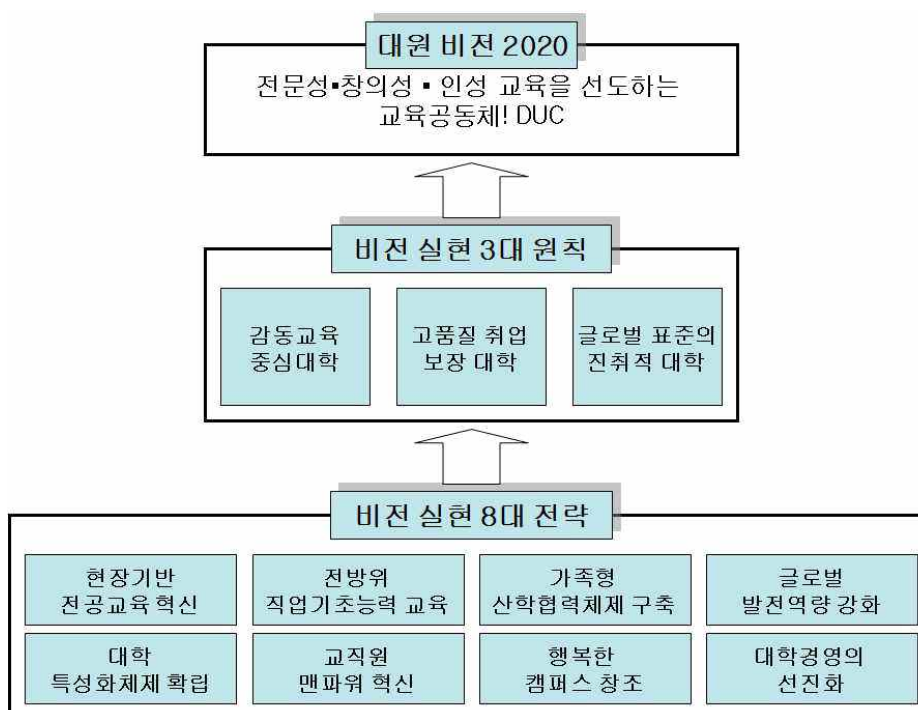 대원 비전 2020
전문성▪창의성 ▪ 인성 교육을 선도하는
교육공동체! DUC
비전 실현 3대 원칙
감동교육
중심대학
고품질 취업
보장 대학
글로벌 표준의
진취적 대학
비전 실현 8대 전략
현장기반
전공교육 혁신
전방위
직업기초능력 교육
가족형
산학협력체제 구축
글로벌
발전역량 강화
대학
특성화체제 확립
교직원
맨파워 혁신
행복한
캠퍼스 창조
대학경영의
선진화